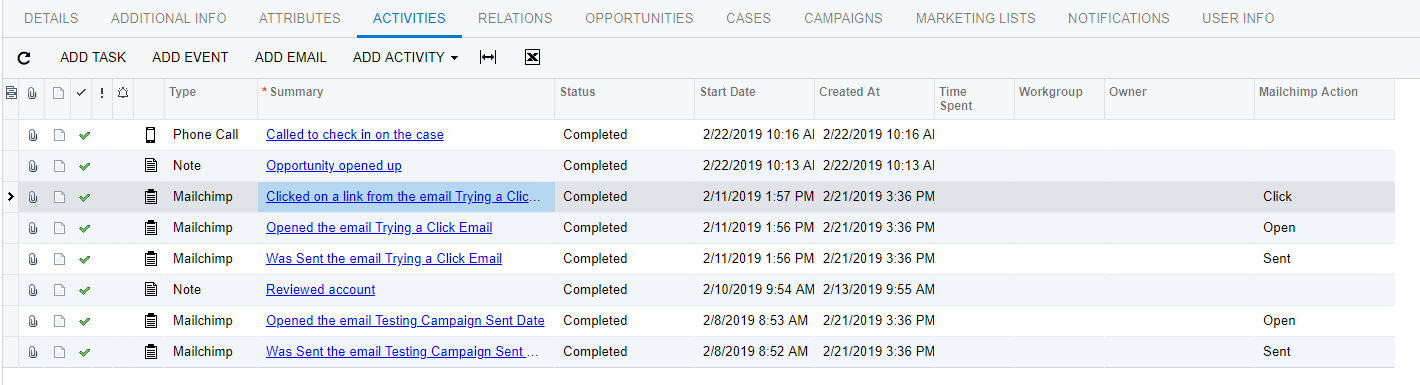 DETAILS ADDITIONAL INFO ATTRIBUTES ACTIVITIES RELATIONS OPPORTUNITIES CASES CAMPAIGNS MARKETING LISTS NOTIFICATIONS USER INFO
ADD TASK ADD EVENT ADD EMAIL ADD ACTIVITY
! Type * Summary Status Start Date Created At Time Spent Workgroup Owner Mailchimp Action
Phone Call Called to check in on the case Completed 2/22/2019 10:16 AM 2/22/2019 10:16 AM
Note Opportunity opened up Completed 2/22/2019 10:13 AM 2/22/2019 10:13 AM
Mailchimp Clicked on a link from the email Trying a Clic... Completed 2/11/2019 1:57 PM 2/21/2019 3:36 PM Click
Mailchimp Opened the email Trying a Click Email Completed 2/11/2019 1:56 PM 2/21/2019 3:36 PM Open
Mailchimp Was Sent the email Trying a Click Email Completed 2/11/2019 1:56 PM 2/21/2019 3:36 PM Sent
Note Reviewed account Completed 2/10/2019 9:54 AM 2/13/2019 9:55 AM
Mailchimp Opened the email Testing Campaign Sent Date Completed 2/8/2019 8:53 AM 2/21/2019 3:36 PM Open
Mailchimp Was Sent the email Testing Campaign Sent ... Completed 2/8/2019 8:52 AM 2/21/2019 3:36 PM Sent